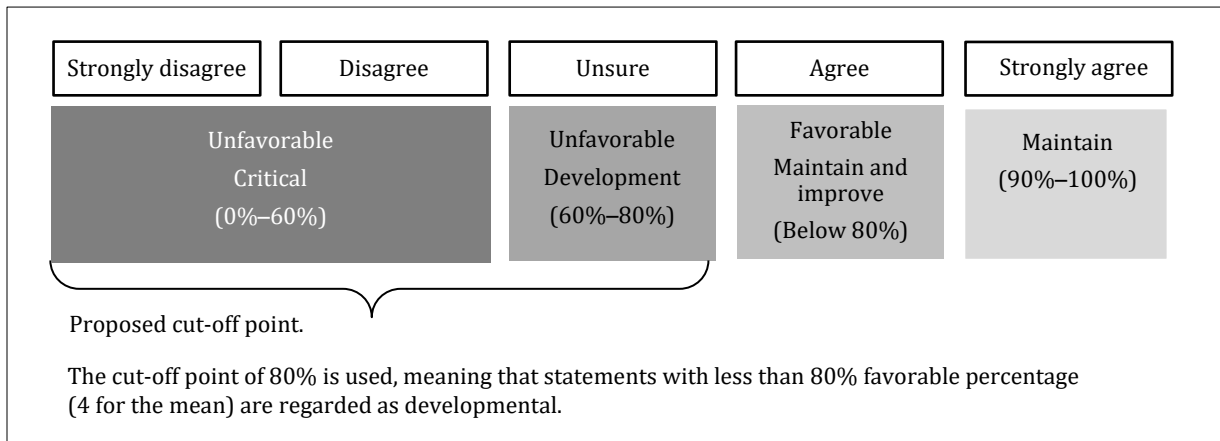 Strongly disagree
Disagree
Unsure
Agree
Strongly agree
Unfavorable
Critical
(0%–60%)
Unfavorable
Development
(60%–80%)
Favorable
Maintain and
improve
(Below 80%)
Maintain
(90%–100%)
Proposed cut-off point.
The cut-off point of 80% is used, meaning that statements with less than 80% favorable percentage
(4 for the mean) are regarded as developmental.